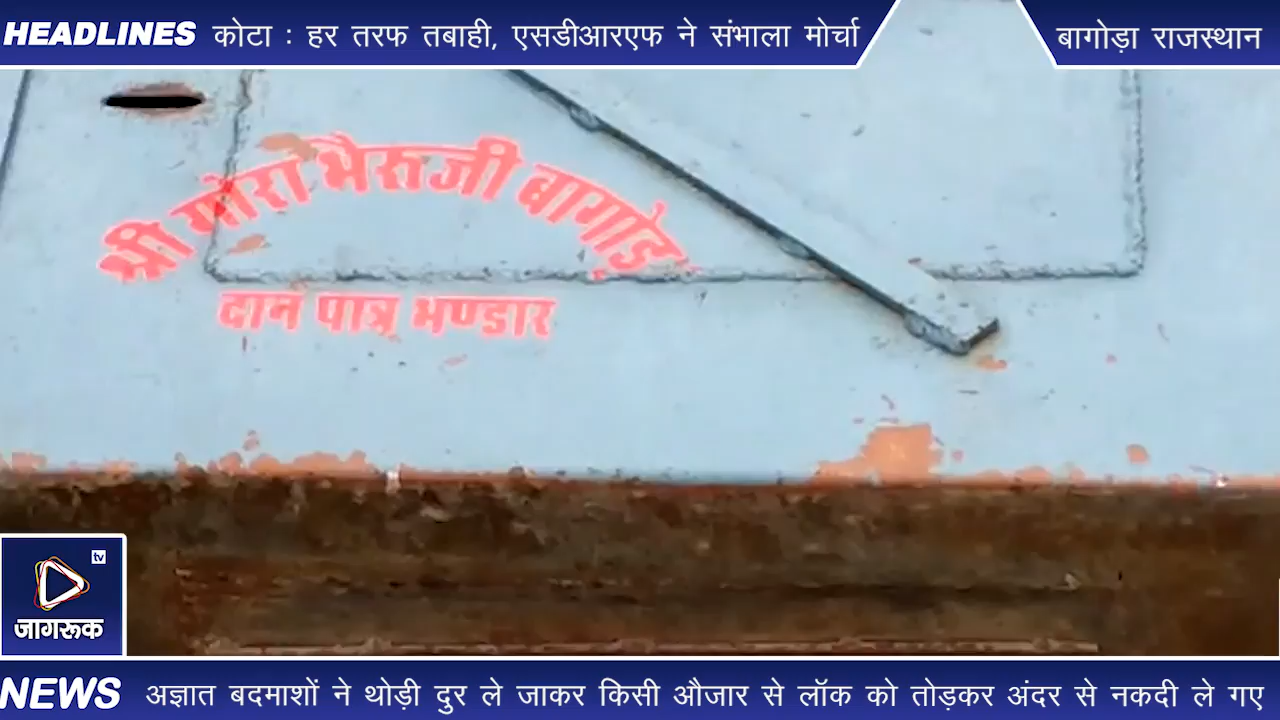 HEADLINES कोटा : हर तरफ तबाही, एसडीआरएफ ने संभाला मोर्चा
बागोड़ा राजस्थान
श्री गोरा भैरुजी बागोड़ा
दान पात्र भण्डार
tv
जागरूक
NEWS अज्ञात बदमाशों ने थोड़ी दुर ले जाकर किसी औजार से लॉक को तोड़कर अंदर से नकदी ले गए